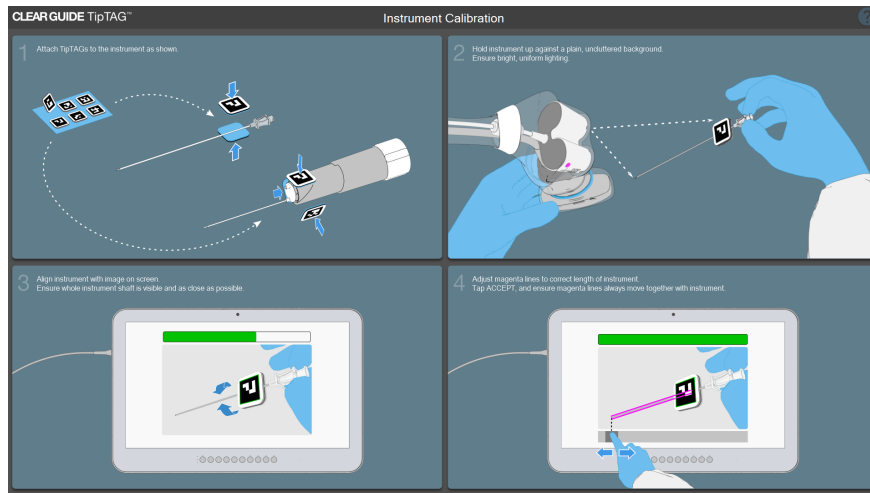 CLEAR GUIDE TipTAG™
Instrument Calibration
?
1
Attach TipTAGs to the instrument as shown.
2
Hold instrument up against a plain, uncluttered background.
Ensure bright, uniform lighting.
3
Align instrument with image on screen.
Ensure whole instrument shaft is visible and as close as possible.
4
Adjust magenta lines to correct length of instrument.
Tap ACCEPT, and ensure magenta lines always move together with instrument.